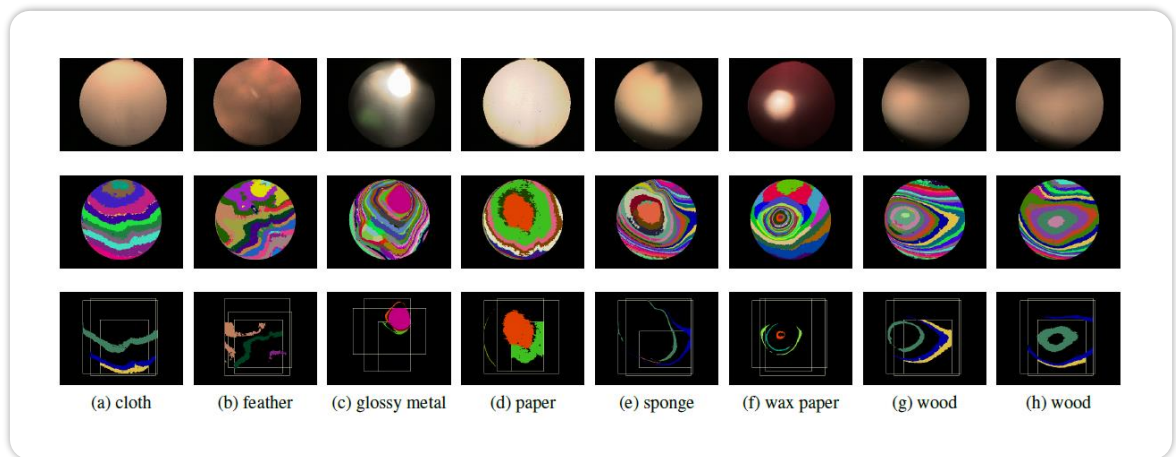 (a) cloth (b) feather (c) glossy metal (d) paper (e) sponge (f) wax paper (g) wood (h) wood